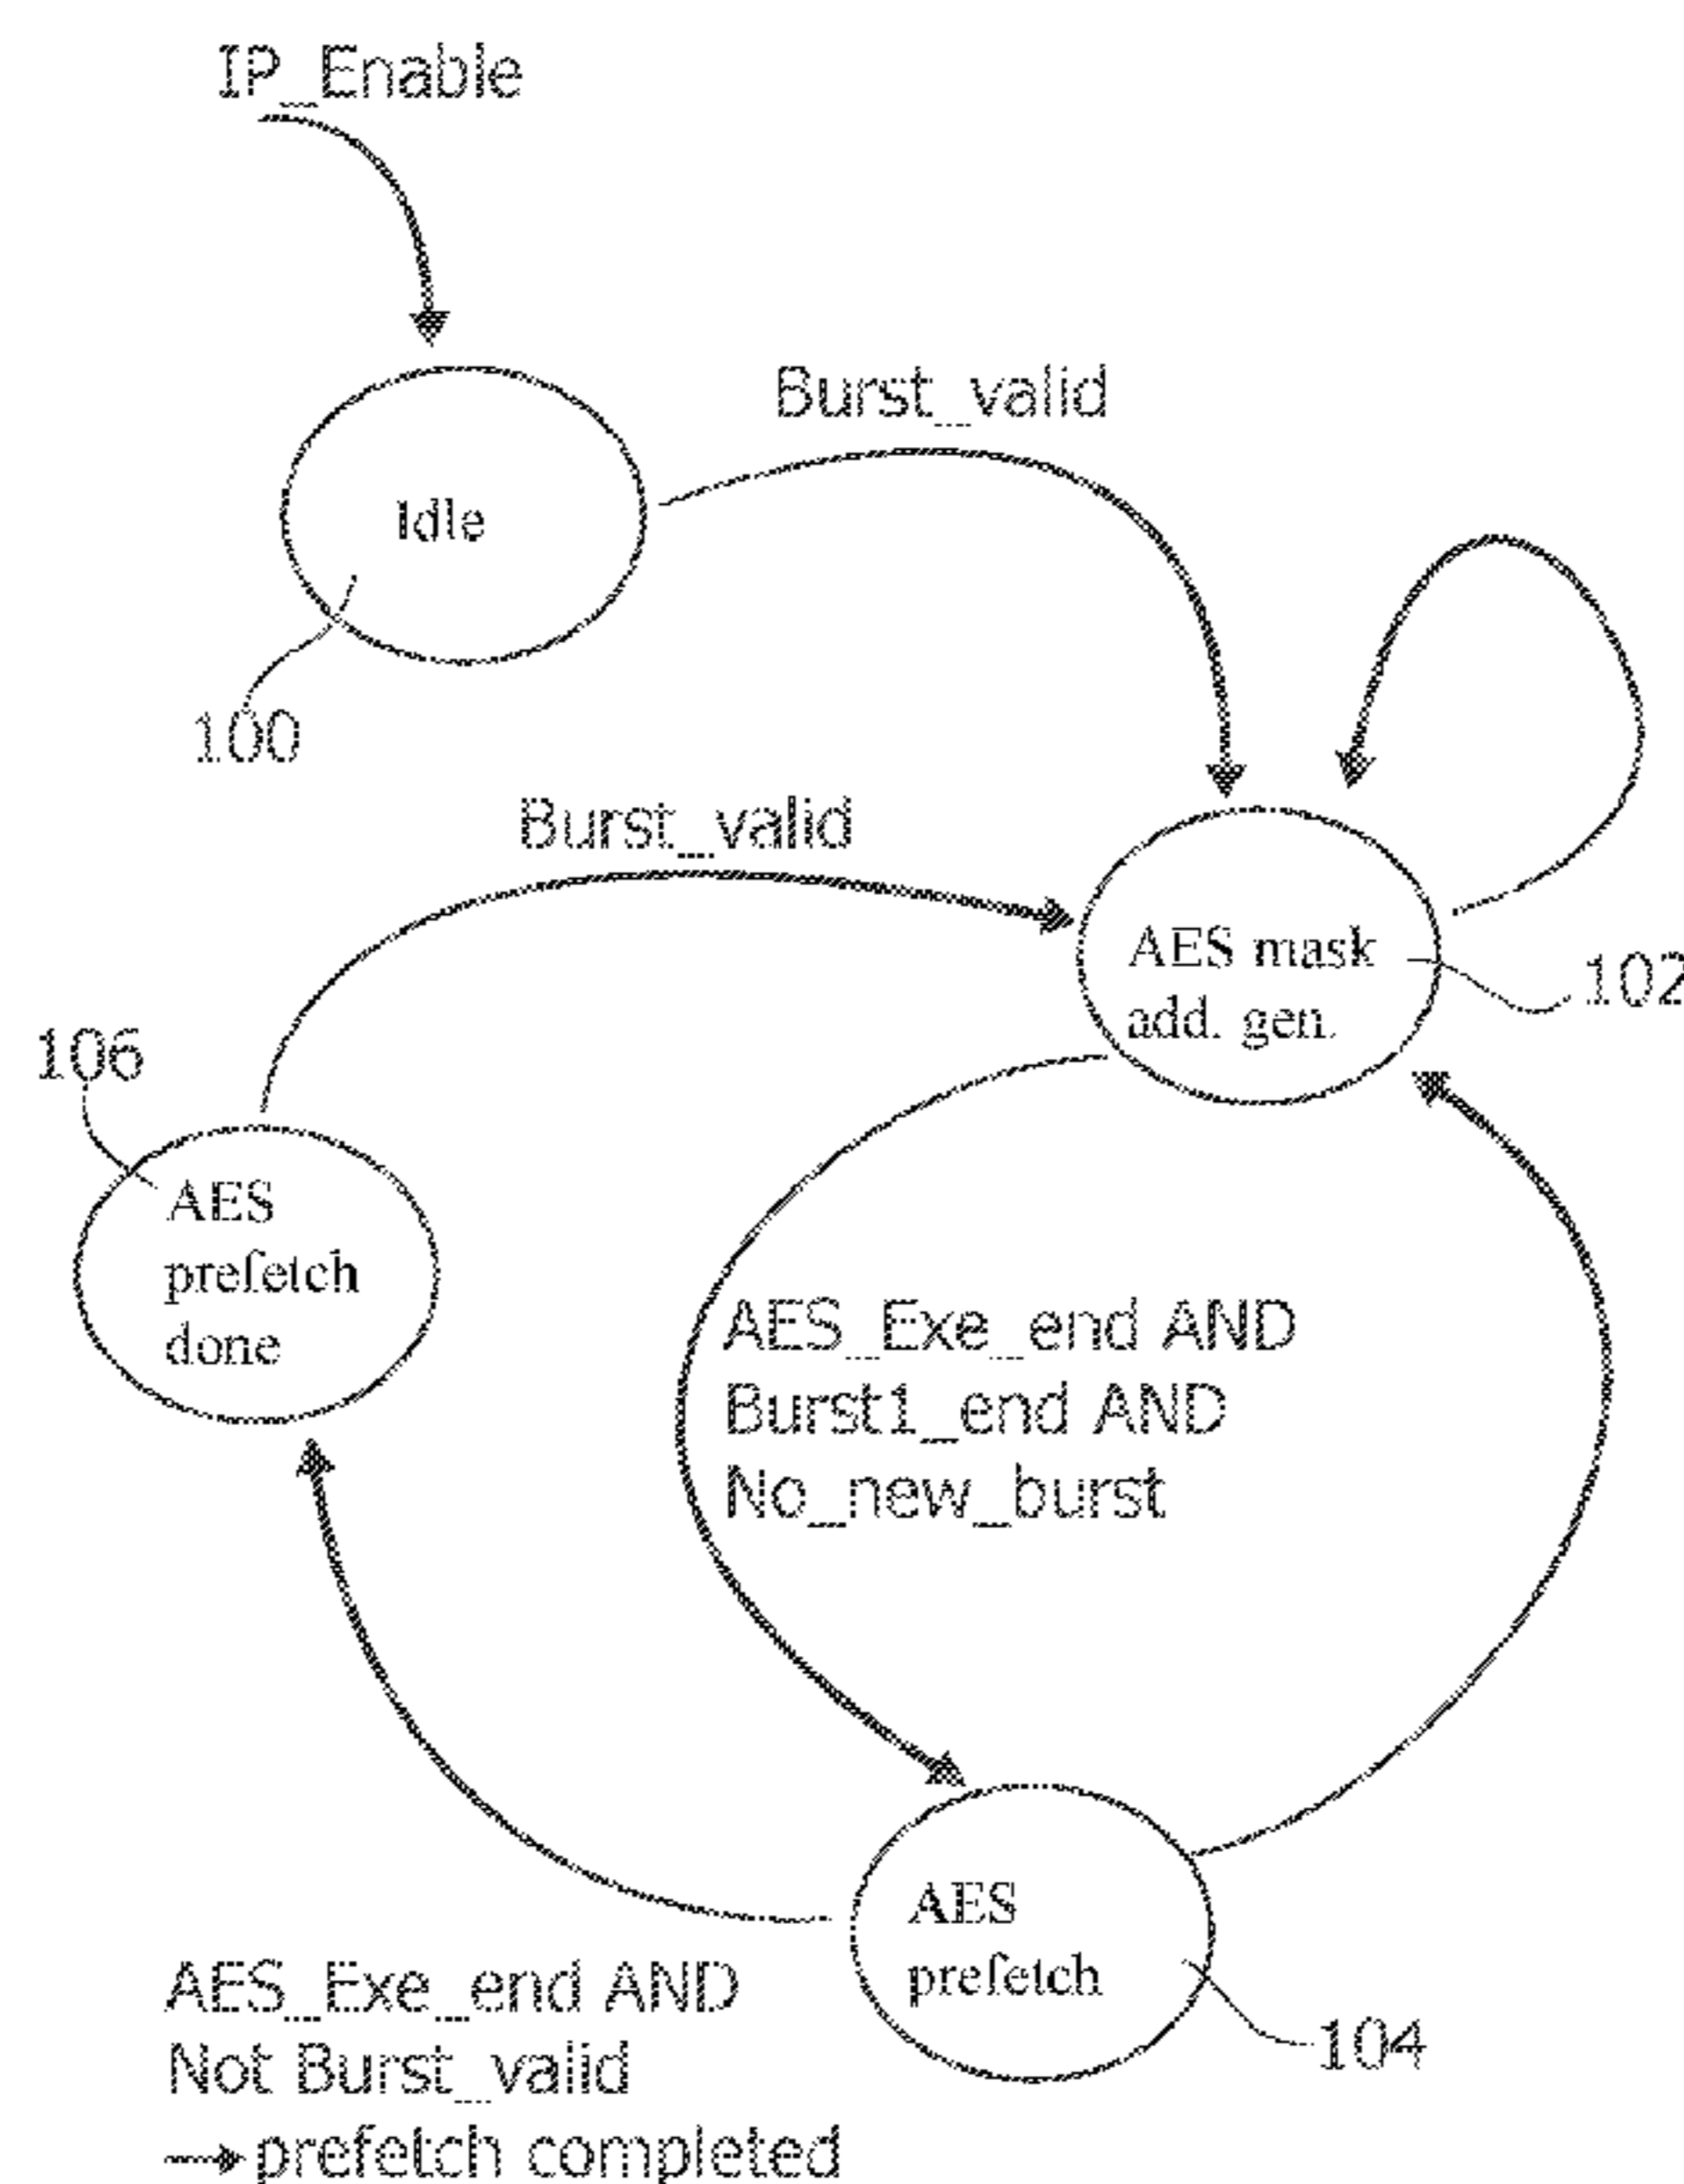 IP_Enable
Burst_valid
Idle
100
Burst_valid
AES mask
add. gen.
102
106
AES
prefetch
done
AES_Exe_end AND
Burst1_end AND
No_new_burst
AES
prefetch
104
AES_Exe_end AND
Not Burst_valid
→ prefetch completed